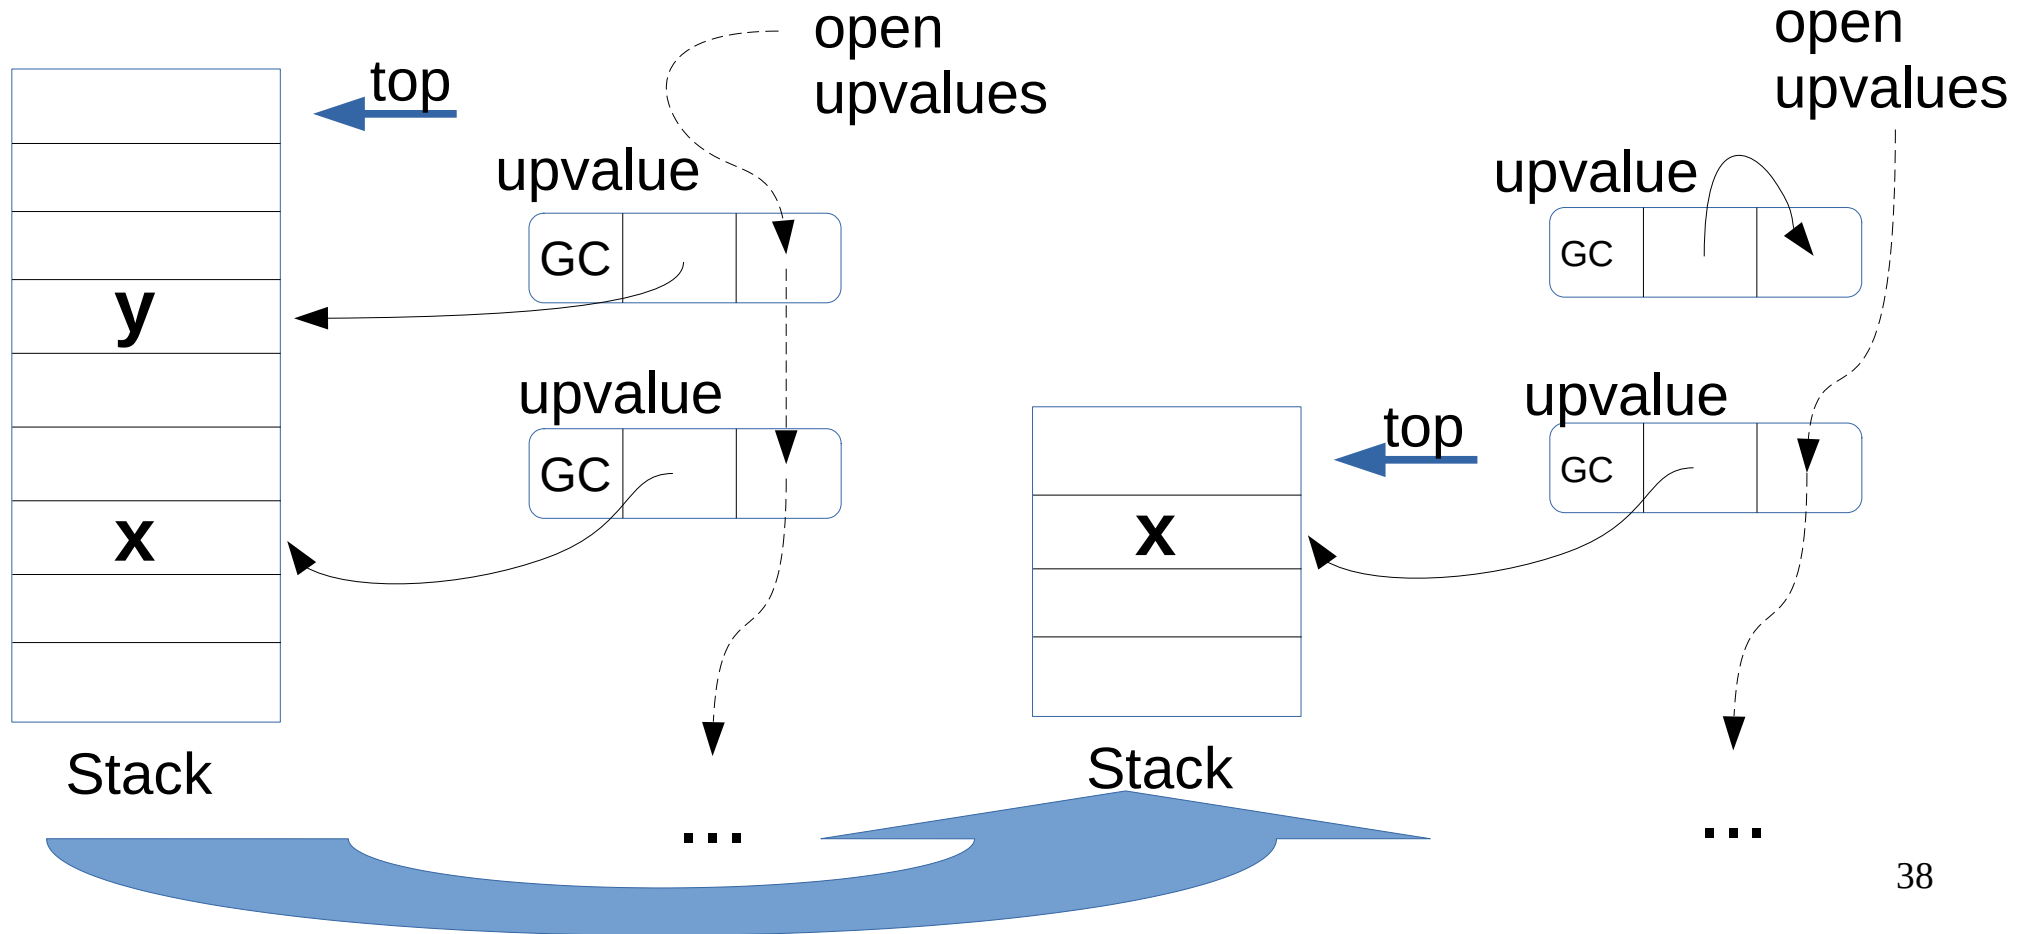 open
upvalues
top
upvalue
GC
y
upvalue
GC
x
Stack
...
open
upvalues
upvalue
GC
upvalue
top
GC
x
Stack
...
38